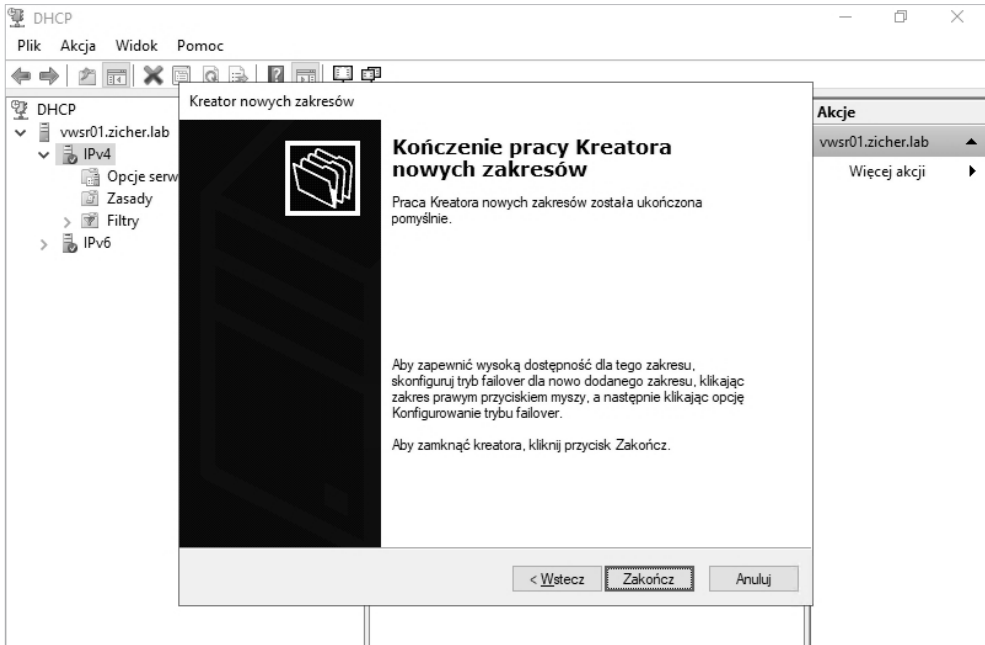 DHCP
Plik Akcja Widok Pomoc
DHCP
vwsr01.zicher.lab
IPv4
Opcje serw
Zasady
Filtry
IPv6
Kreator nowych zakresów
Kończenie pracy Kreatora
nowych zakresów
Praca Kreatora nowych zakresów została ukończona
pomyślnie.
Aby zapewnić wysoką dostępność dla tego zakresu,
skonfiguruj tryb failover dla nowo dodanego zakresu, klikając
zakres prawym przyciskiem myszy, a następnie klikając opcję
Konfigurowanie trybu failover.
Aby zamknąć kreatora, kliknij przycisk Zakończ.
< Wstecz Zakończ Anuluj
Akcje
vwsr01.zicher.lab
Więcej akcji